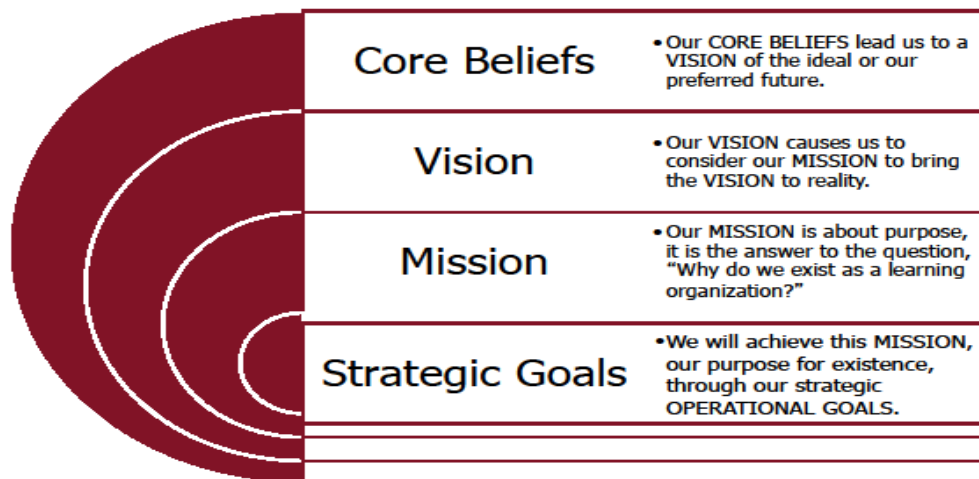 Core Beliefs
•Our CORE BELIEFS lead us to a
VISION of the ideal or our
preferred future.
Vision
•Our VISION causes us to
consider our MISSION to bring
the VISION to reality.
Mission
•Our MISSION is about purpose,
it is the answer to the question,
“Why do we exist as a learning
organization?”
Strategic Goals
•We will achieve this MISSION,
our purpose for existence,
through our strategic
OPERATIONAL GOALS.